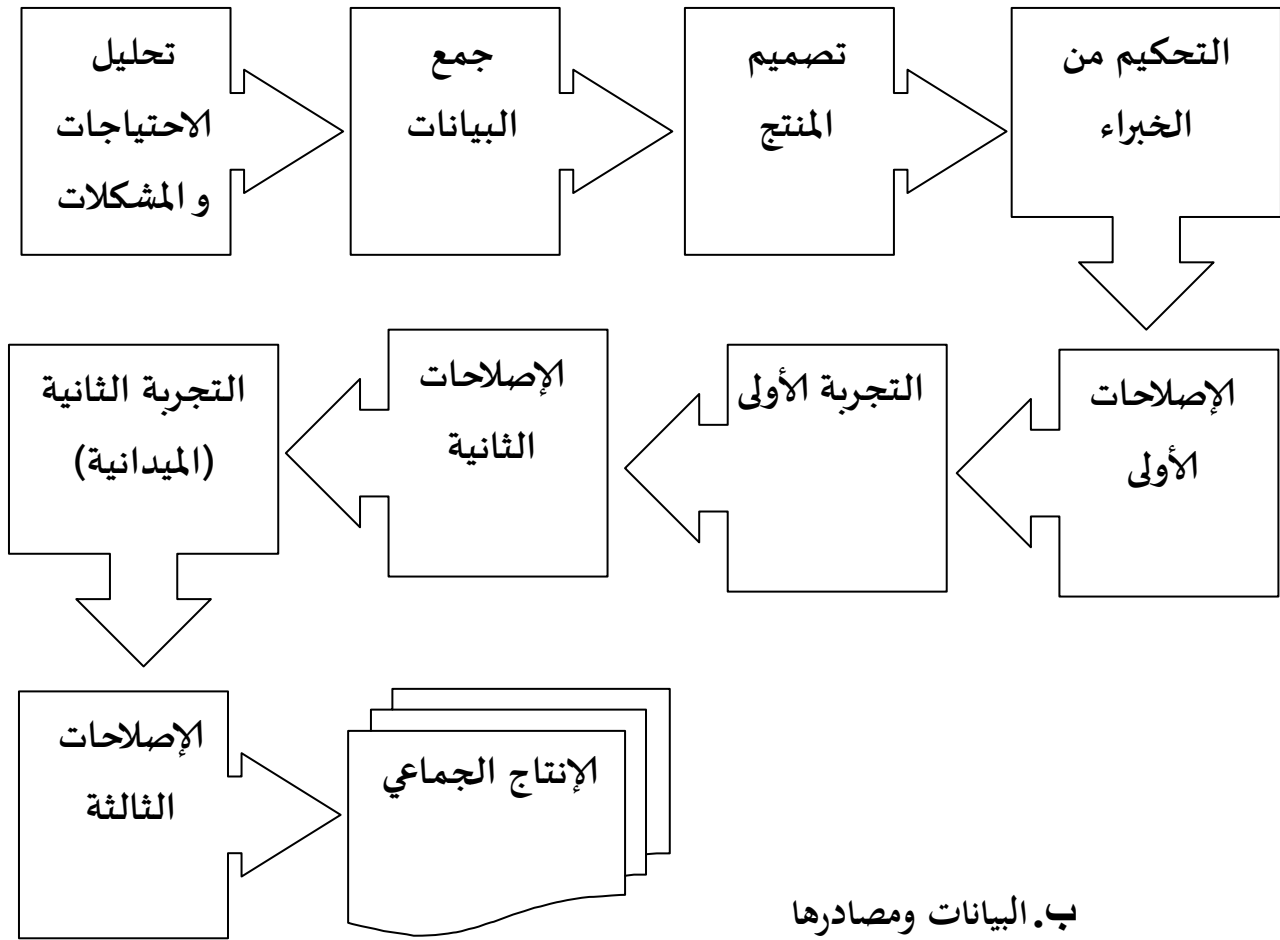 تحليل
الاحتياجات
و المشكلات
جمع
البيانات
تصميم
المنتج
التحكيم من
الخبراء
الإصلاحات
الأولى
التجربة الأولى
الإصلاحات
الثانية
التجربة الثانية
(الميدانية)
الإصلاحات
الثالثة
الإنتاج الجماعي
ب. البيانات ومصادرها